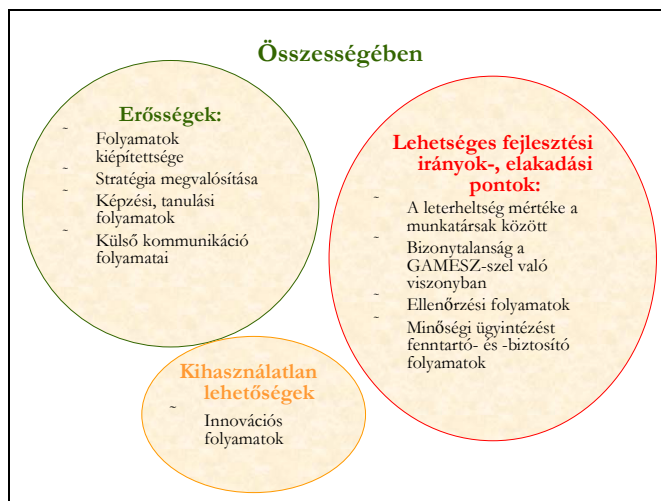 Összességében
Erősségek:
~ Folyamatok
kiépítettsége
~ Stratégia megvalósítása
~ Képzési, tanulási
folyamatok
~ Külső kommunikáció
folyamatai
Lehetséges fejlesztési
irányok-, elakadási
pontok:
~ A leterheltség mértéke a
munkatársak között
~ Bizonytalanság a
GAMESZ-szel való
viszonyban
~ Ellenőrzési folyamatok
~ Minőségi ügyintézést
fenntartó- és -biztosító
folyamatok
Kihasználatlan
lehetőségek
~ Innovációs
folyamatok